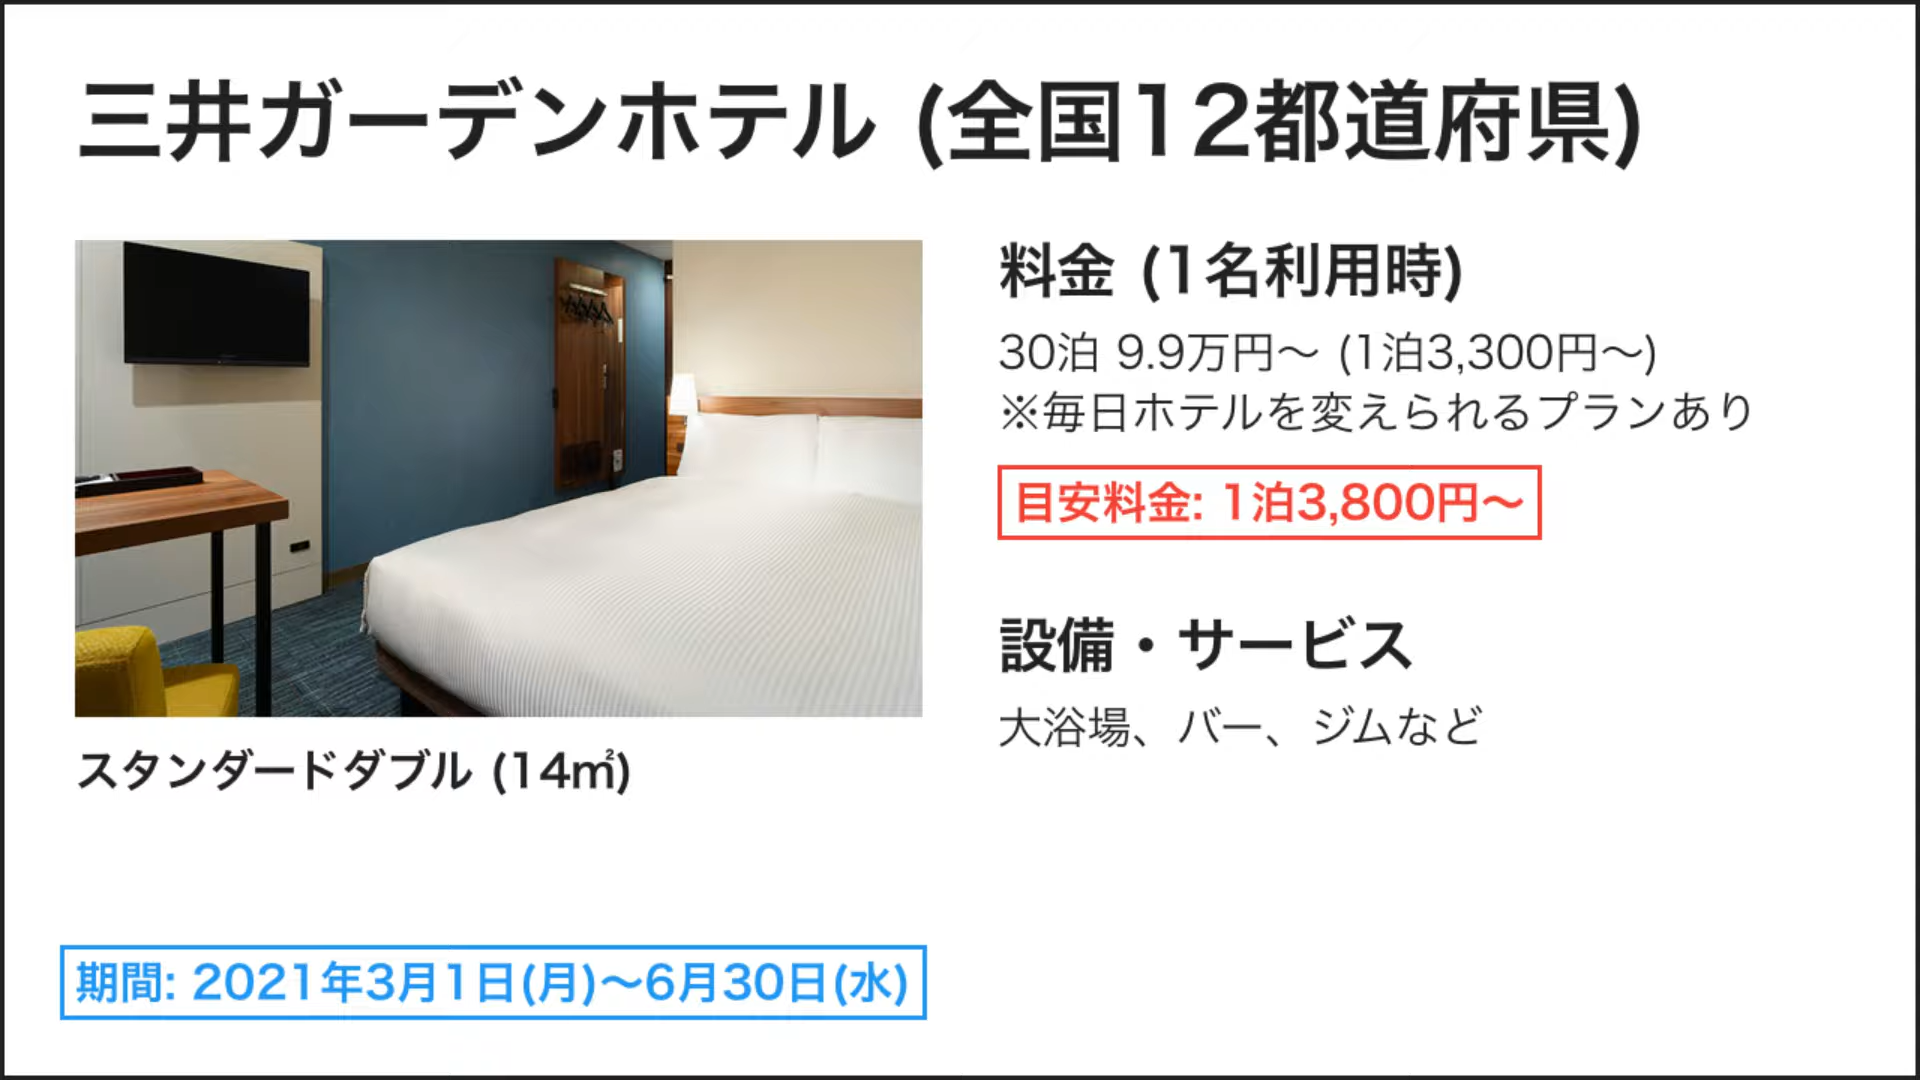 三井ガーデンホテル (全国12都道府県)
料金 (1名利用時)
30泊 9.9万円～ (1泊3,300円～)
※毎日ホテルを変えられるプランあり
目安料金: 1泊3,800円～
設備・サービス
大浴場、バー、ジムなど
スタンダードダブル (14㎡)
期間: 2021年3月1日(月)～6月30日(水)